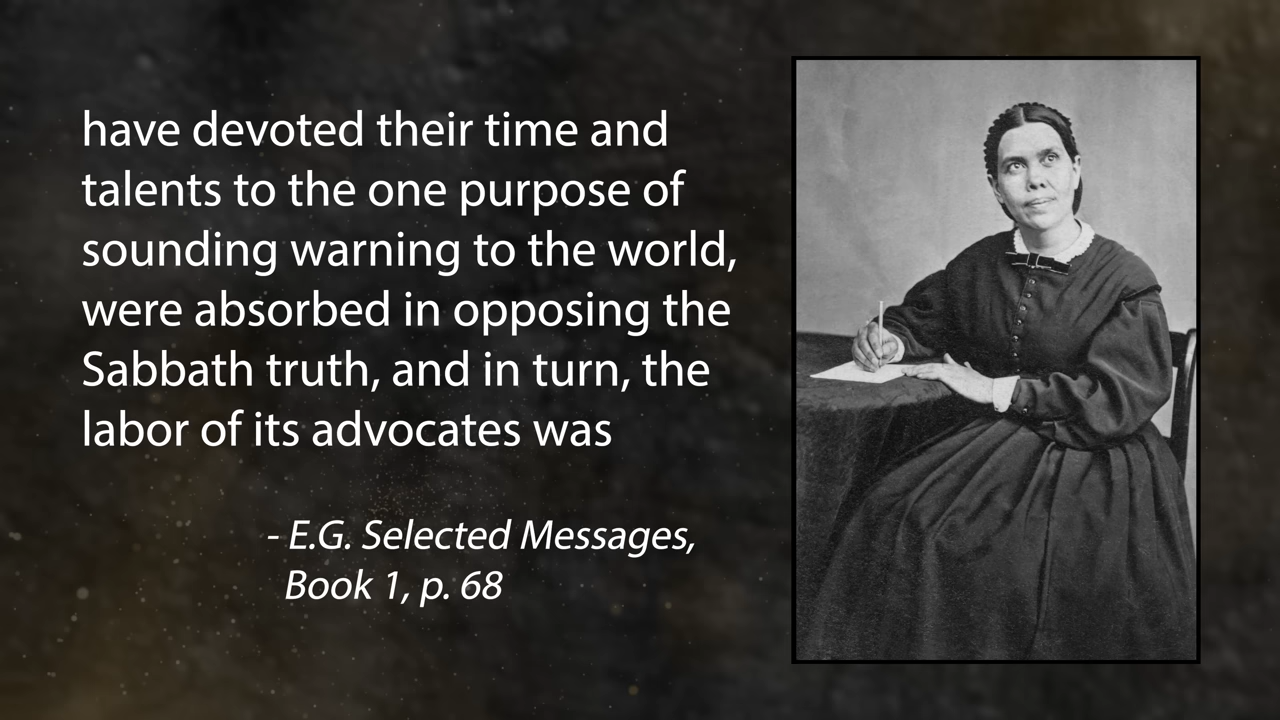 have devoted their time and
talents to the one purpose of
sounding warning to the world,
were absorbed in opposing the
Sabbath truth, and in turn, the
labor of its advocates was
- E.G. Selected Messages,
Book 1, p. 68